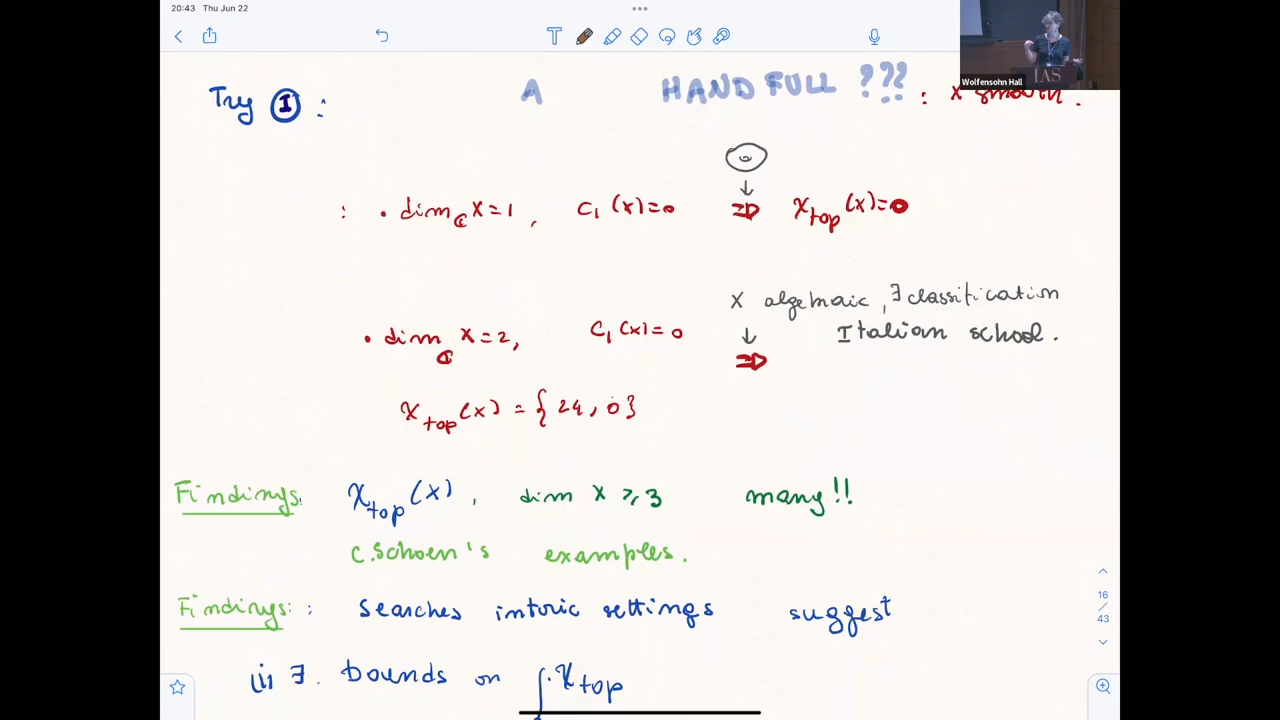 20:43 Thu Jun 22
Wolfensohn Hall
IAS
A HAND FULL ???
Try I : : X smooth.
: • dim_C X=1, C₁(X)=0 ⇒ χ_top(X)=0
X algebraic, ∃ classification
Italian school.
• dim_C X=2, C₁(X)=0 ↓ ⇒
χ_top(X) = {24, 0}
Findings: χ_top(X), dim X ≥ 3 many!!
C. Schoen's examples.
Findings: : Searches in toric settings suggest
(i) ∃. bounds on χ_top
16
/
43